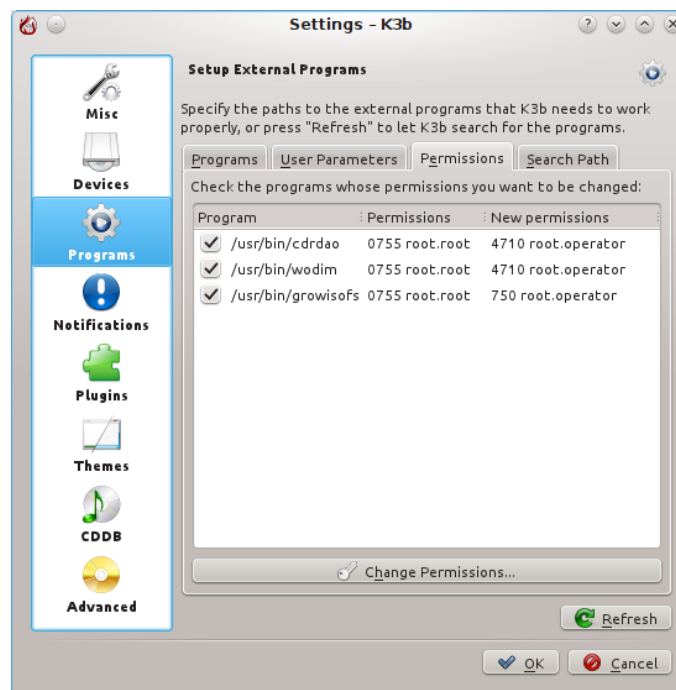 Settings – K3b
Misc
Devices
Programs
Notifications
Plugins
Themes
CDDB
Advanced
Setup External Programs
Specify the paths to the external programs that K3b needs to work
properly, or press "Refresh" to let K3b search for the programs.
Programs User Parameters Permissions Search Path
Check the programs whose permissions you want to be changed:
Program Permissions New permissions
/usr/bin/cdrdao 0755 root.root 4710 root.operator
/usr/bin/wodim 0755 root.root 4710 root.operator
/usr/bin/growisofs 0755 root.root 750 root.operator
Change Permissions...
Refresh
OK Cancel